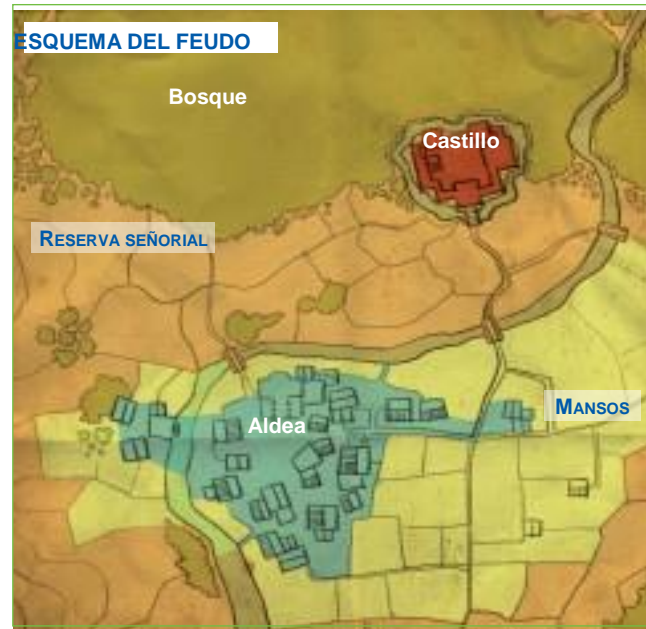 ESQUEMA DEL FEUDO
Bosque
Castillo
RESERVA SEÑORIAL
MANSOS
Aldea